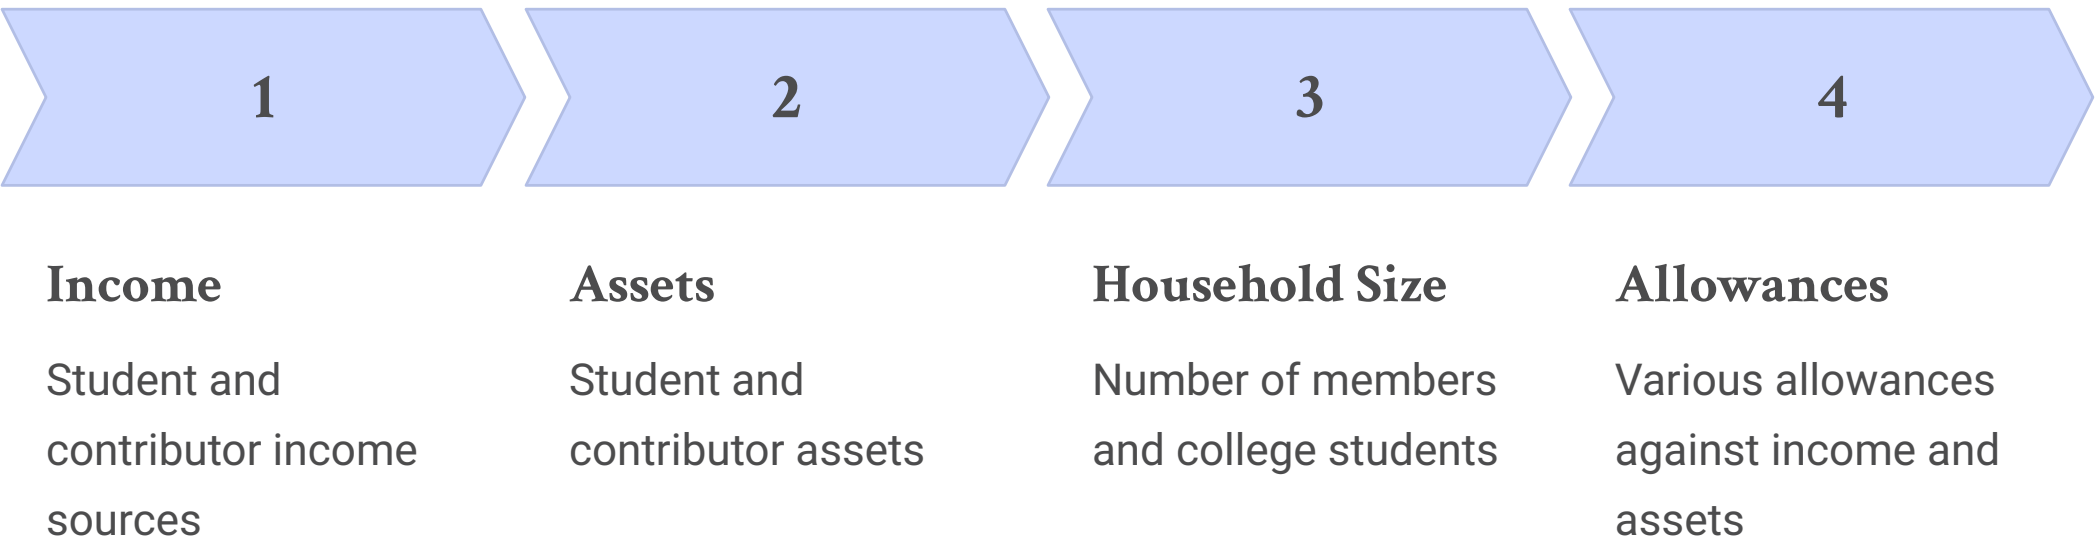 1
2
3
4
Income
Student and
contributor income
sources
Assets
Student and
contributor assets
Household Size
Number of members
and college students
Allowances
Various allowances
against income and
assets